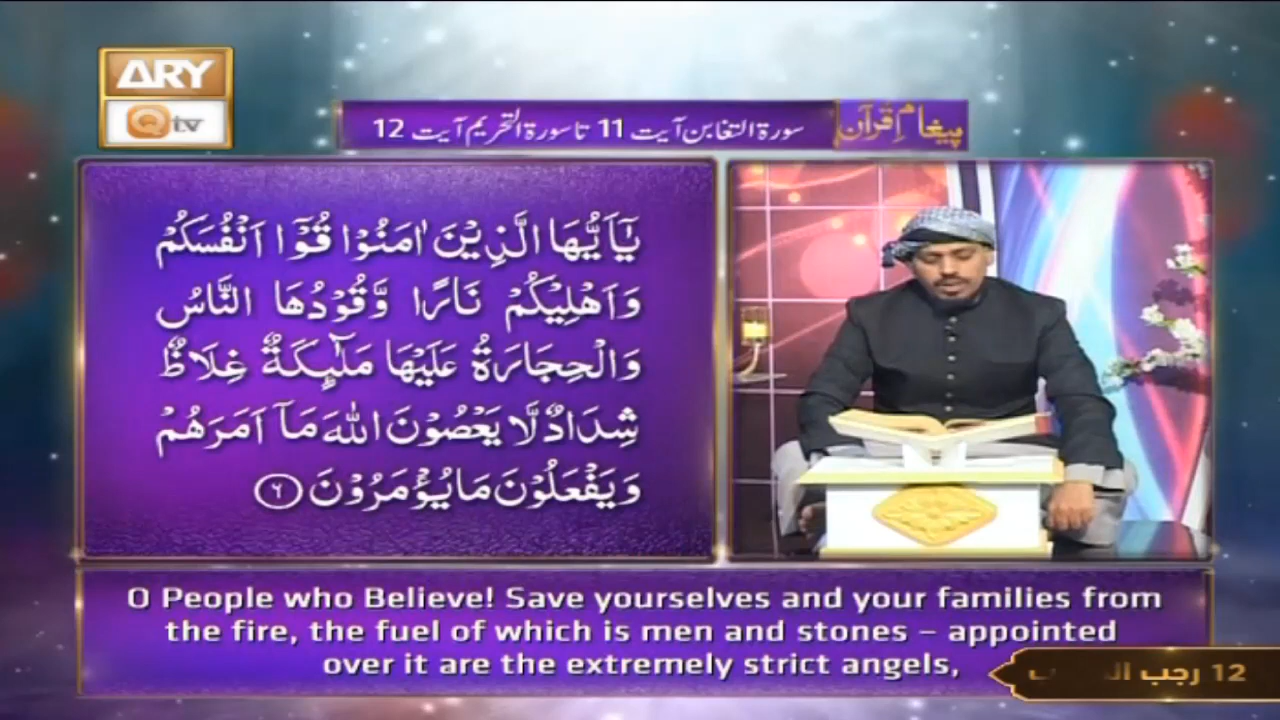 ARY
Qtv
پیغامِ قرآن
سورۃ التغابن آیت 11 تا سورۃ التحریم آیت 12
یٰۤاَیُّهَا الَّذِیْنَ اٰمَنُوْا قُوْۤا اَنْفُسَكُمْ
وَ اَهْلِیْكُمْ نَارًا وَّ قُوْدُهَا النَّاسُ
وَ الْحِجَارَةُ عَلَیْهَا مَلٰٓىٕكَةٌ غِلَاظٌ
شِدَادٌ لَّا یَعْصُوْنَ اللّٰهَ مَاۤ اَمَرَهُمْ
وَ یَفْعَلُوْنَ مَا یُؤْمَرُوْنَ ۶
O People who Believe! Save yourselves and your families from
the fire, the fuel of which is men and stones – appointed
over it are the extremely strict angels,
12 رجب